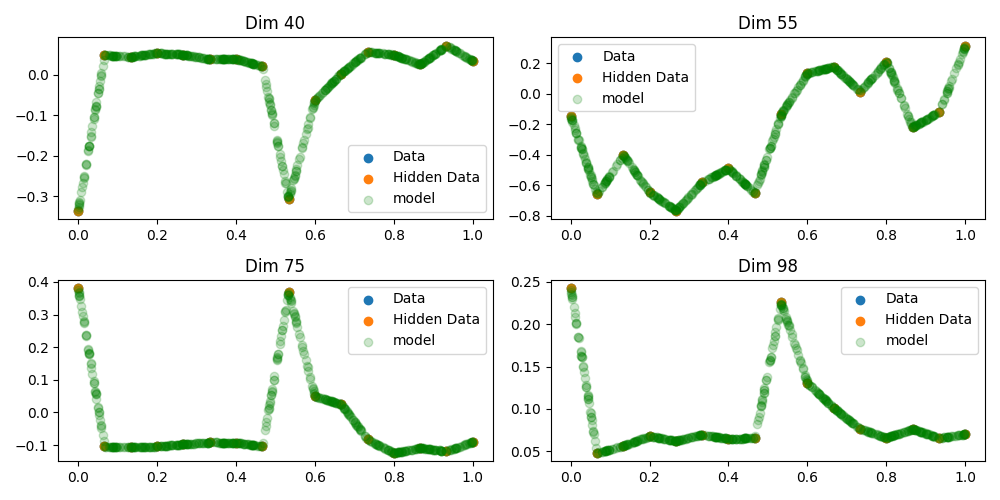 Dim 40
0.0
−0.1
−0.2
−0.3
0.0 0.2 0.4 0.6 0.8 1.0
Data
Hidden Data
model
Dim 55
0.2
0.0
−0.2
−0.4
−0.6
−0.8
0.0 0.2 0.4 0.6 0.8 1.0
Data
Hidden Data
model
Dim 75
0.4
0.3
0.2
0.1
0.0
−0.1
0.0 0.2 0.4 0.6 0.8 1.0
Data
Hidden Data
model
Dim 98
0.25
0.20
0.15
0.10
0.05
0.0 0.2 0.4 0.6 0.8 1.0
Data
Hidden Data
model